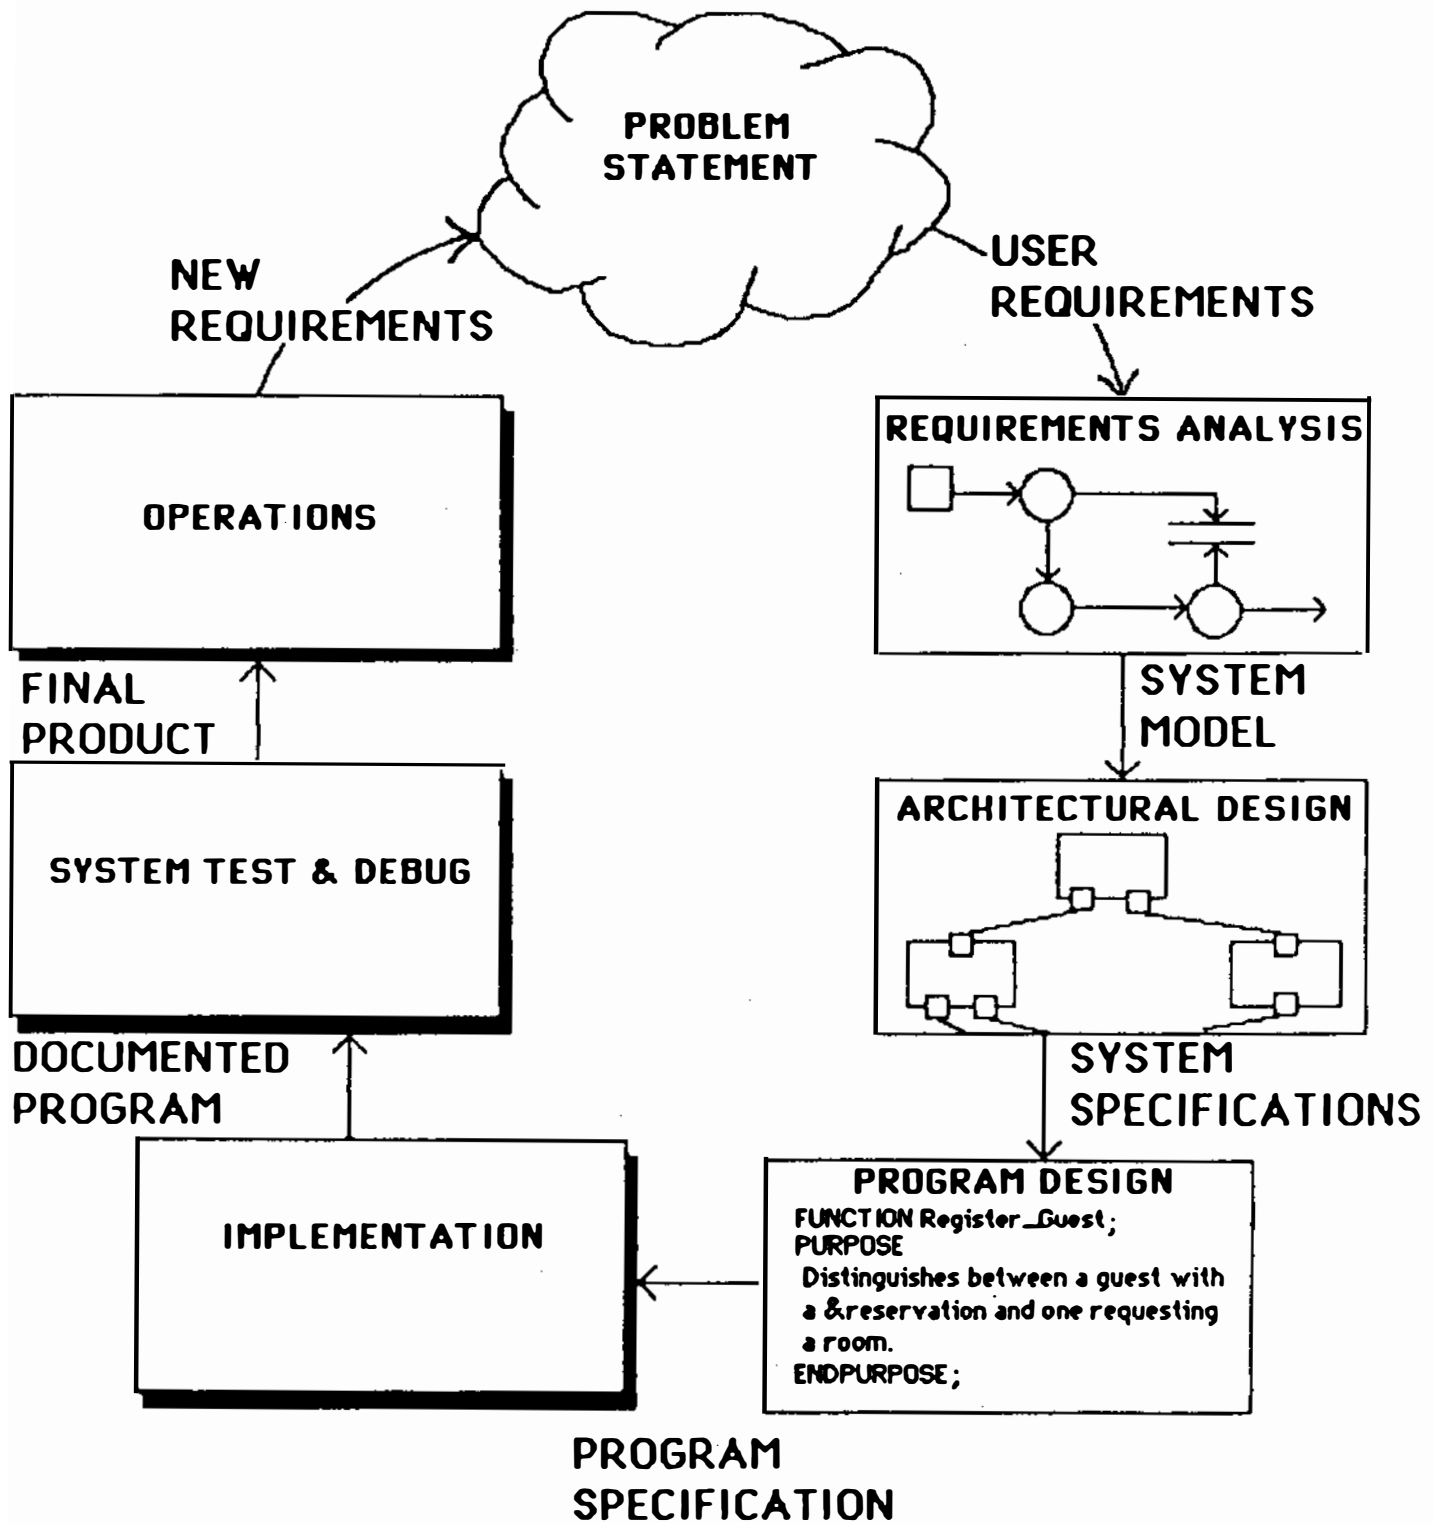 PROBLEM
STATEMENT
USER
REQUIREMENTS
REQUIREMENTS ANALYSIS
SYSTEM
MODEL
ARCHITECTURAL DESIGN
SYSTEM
SPECIFICATIONS
PROGRAM DESIGN
FUNCTION Register_Guest;
PURPOSE
Distinguishes between a guest with
a &reservation and one requesting
a room.
ENDPURPOSE;
PROGRAM
SPECIFICATION
IMPLEMENTATION
DOCUMENTED
PROGRAM
SYSTEM TEST & DEBUG
FINAL
PRODUCT
OPERATIONS
NEW
REQUIREMENTS